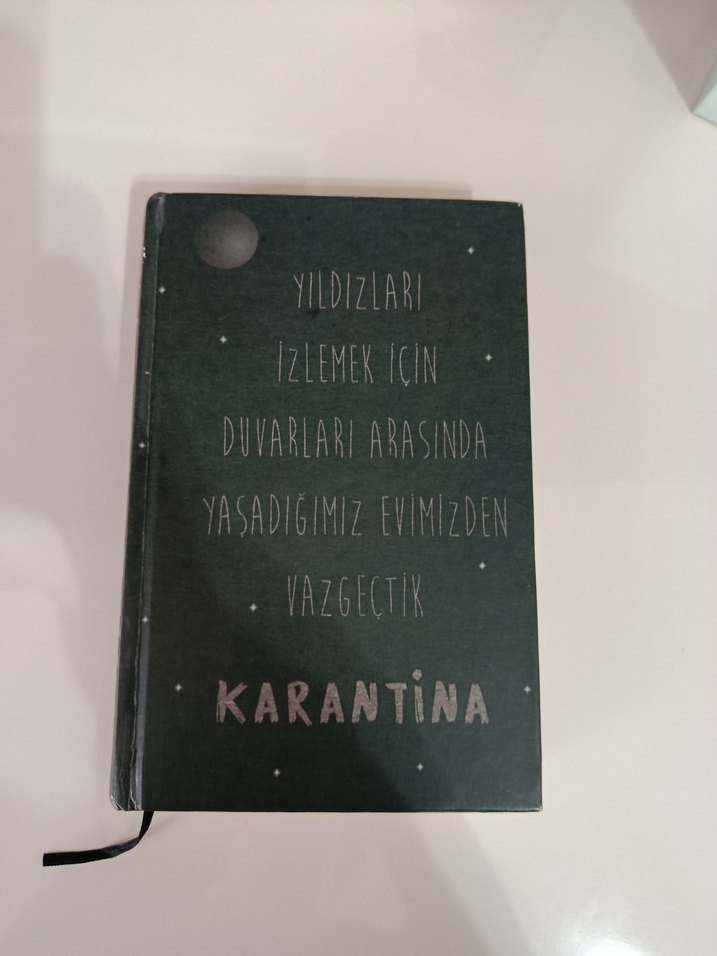 YILDIZLARI
İZLEMEK İÇİN
DUVARLARI ARASINDA
YAŞADIĞIMIZ EVİMİZDEN
VAZGEÇTİK
KARANTİNA